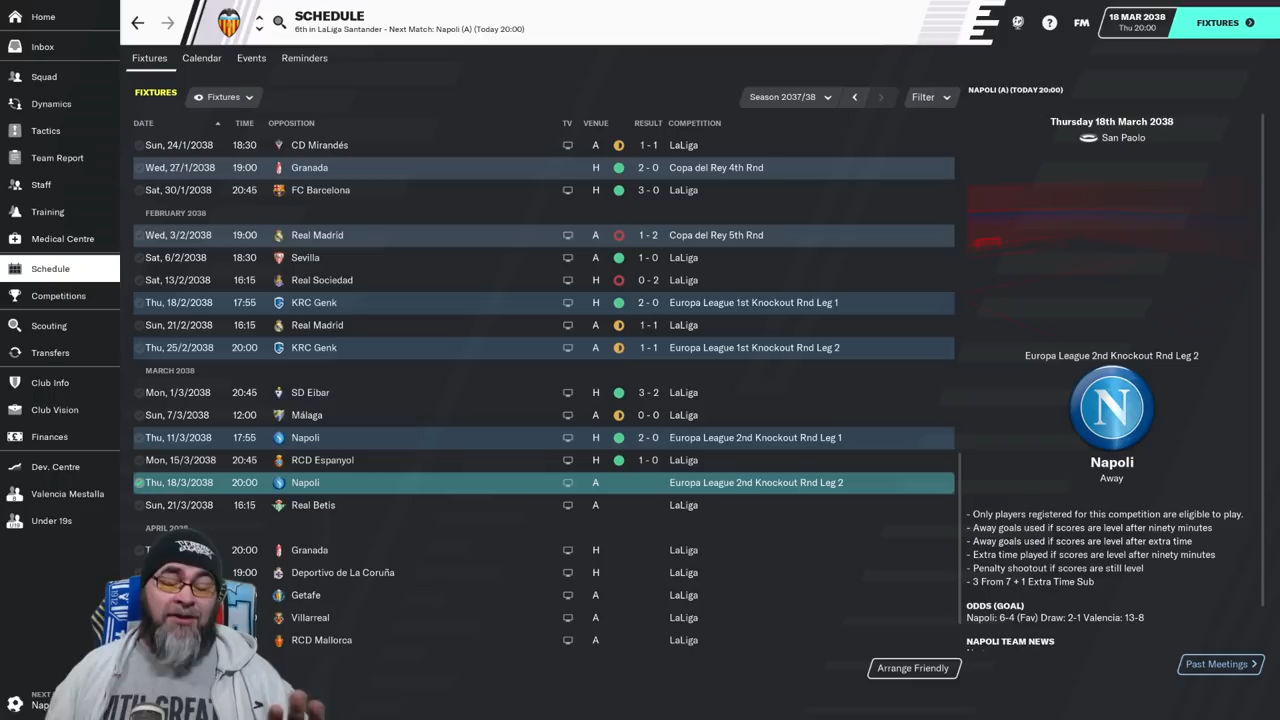 Home
Inbox
Squad
Dynamics
Tactics
Team Report
Staff
Training
Medical Centre
Schedule
Competitions
Scouting
Transfers
Club Info
Club Vision
Finances
Dev. Centre
Valencia Mestalla
Under 19s
SCHEDULE
6th in LaLiga Santander - Next Match: Napoli (A) (Today 20:00)
FM
18 MAR 2038
Thu 20:00
FIXTURES
Fixtures Calendar Events Reminders
FIXTURES Fixtures Season 2037/38 Filter
DATE TIME OPPOSITION TV VENUE RESULT COMPETITION
Sun, 24/1/2038 18:30 CD Mirandés A 1 - 1 LaLiga
Wed, 27/1/2038 19:00 Granada H 2 - 0 Copa del Rey 4th Rnd
Sat, 30/1/2038 20:45 FC Barcelona H 3 - 0 LaLiga
FEBRUARY 2038
Wed, 3/2/2038 19:00 Real Madrid A 1 - 2 Copa del Rey 5th Rnd
Sat, 6/2/2038 18:30 Sevilla A 1 - 0 LaLiga
Sat, 13/2/2038 16:15 Real Sociedad H 0 - 2 LaLiga
Thu, 18/2/2038 17:55 KRC Genk H 2 - 0 Europa League 1st Knockout Rnd Leg 1
Sun, 21/2/2038 16:15 Real Madrid A 1 - 1 LaLiga
Thu, 25/2/2038 20:00 KRC Genk A 1 - 1 Europa League 1st Knockout Rnd Leg 2
MARCH 2038
Mon, 1/3/2038 20:45 SD Eibar H 3 - 2 LaLiga
Sun, 7/3/2038 12:00 Málaga A 0 - 0 LaLiga
Thu, 11/3/2038 17:55 Napoli H 2 - 0 Europa League 2nd Knockout Rnd Leg 1
Mon, 15/3/2038 20:45 RCD Espanyol H 1 - 0 LaLiga
Thu, 18/3/2038 20:00 Napoli A Europa League 2nd Knockout Rnd Leg 2
Sun, 21/3/2038 16:15 Real Betis A LaLiga
APRIL 2038
20:00 Granada H LaLiga
19:00 Deportivo de La Coruña H LaLiga
Getafe A LaLiga
Villarreal A LaLiga
RCD Mallorca A LaLiga
Arrange Friendly
NAPOLI (A) (TODAY 20:00)
Thursday 18th March 2038
San Paolo
Europa League 2nd Knockout Rnd Leg 2
N
Napoli
Away
- Only players registered for this competition are eligible to play.
- Away goals used if scores are level after ninety minutes
- Away goals used if scores are level after extra time
- Extra time played if scores are level after ninety minutes
- Penalty shootout if scores are still level
- 3 From 7 + 1 Extra Time Sub
ODDS (GOAL)
Napoli: 6-4 (Fav) Draw: 2-1 Valencia: 13-8
NAPOLI TEAM NEWS
Past Meetings
1912
GREAT